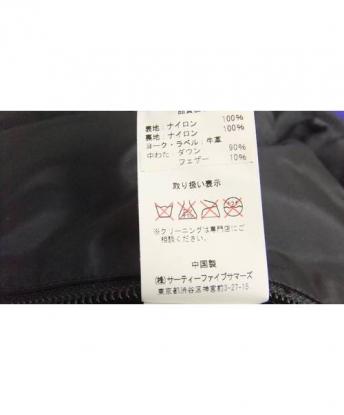 品質
表地：ナイロン 100%
裏地：ナイロン 100%
ヨーク・ラベル：牛革
中わた：ダウン 90%
フェザー 10%
取り扱い表示
※クリーニングは専門店にご
相談ください
中国製
(株)サーティーファイブサマーズ
東京都渋谷区神宮前3-27-15